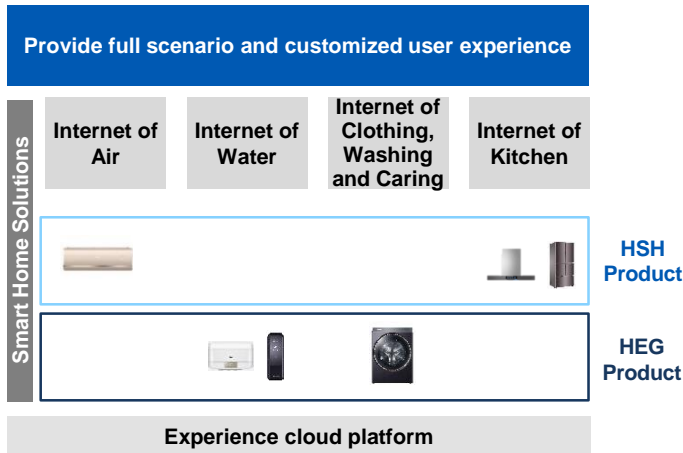 Provide full scenario and customized user experience
Smart Home Solutions
Internet of
Air
Internet of
Water
Internet of
Clothing,
Washing
and Caring
Internet of
Kitchen
HSH
Product
HEG
Product
Experience cloud platform